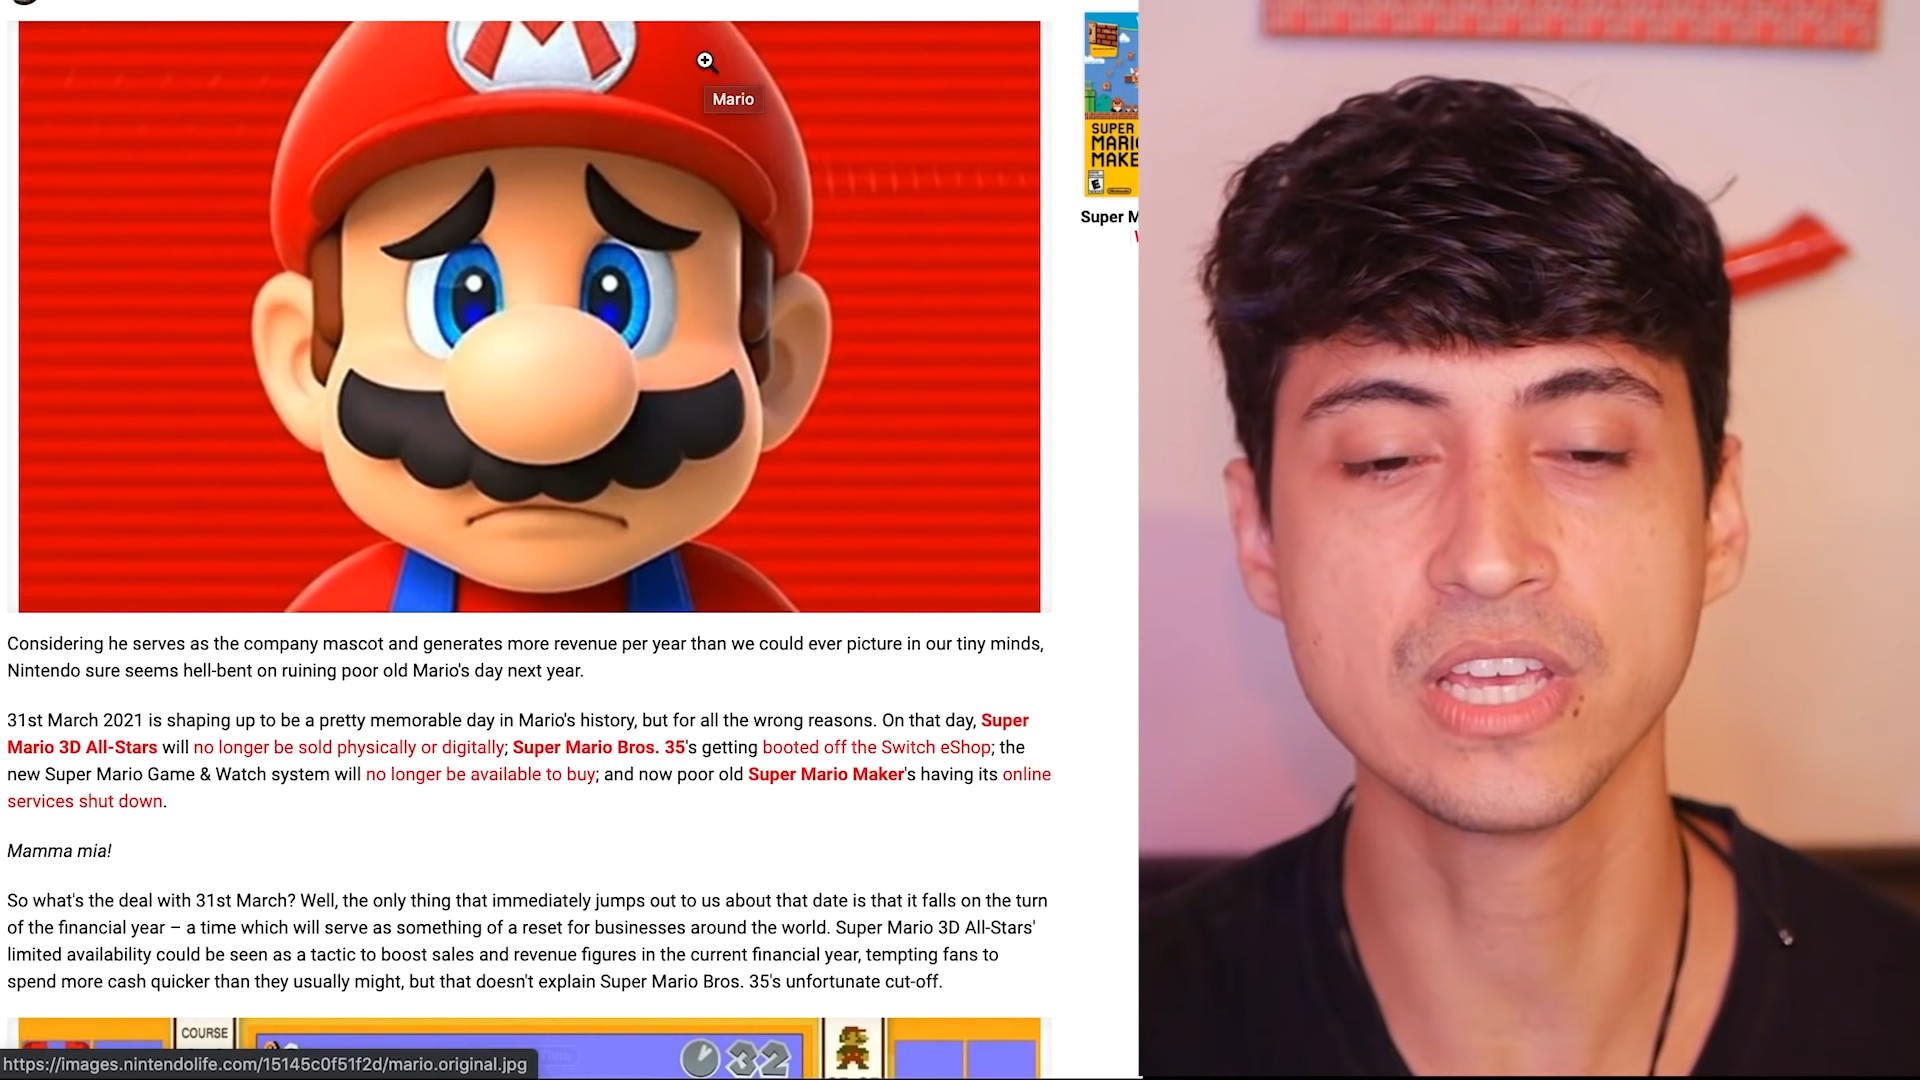 M
Mario
SUPER
MARI
MAKE
E
Nintendo
Super M
Considering he serves as the company mascot and generates more revenue per year than we could ever picture in our tiny minds,
Nintendo sure seems hell-bent on ruining poor old Mario's day next year.
31st March 2021 is shaping up to be a pretty memorable day in Mario's history, but for all the wrong reasons. On that day, Super
Mario 3D All-Stars will no longer be sold physically or digitally; Super Mario Bros. 35's getting booted off the Switch eShop; the
new Super Mario Game & Watch system will no longer be available to buy; and now poor old Super Mario Maker's having its online
services shut down.
Mamma mia!
So what's the deal with 31st March? Well, the only thing that immediately jumps out to us about that date is that it falls on the turn
of the financial year – a time which will serve as something of a reset for businesses around the world. Super Mario 3D All-Stars'
limited availability could be seen as a tactic to boost sales and revenue figures in the current financial year, tempting fans to
spend more cash quicker than they usually might, but that doesn't explain Super Mario Bros. 35's unfortunate cut-off.
COURSE
32
https://images.nintendolife.com/15145c0f51f2d/mario.original.jpg